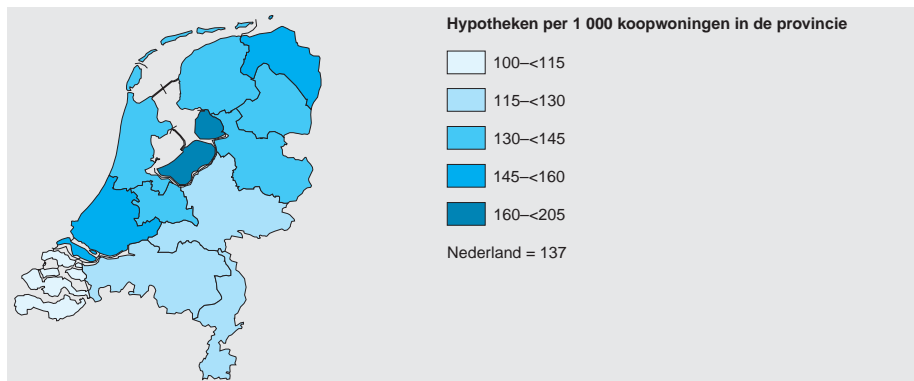 Hypotheken per 1 000 koopwoningen in de provincie
100–<115
115–<130
130–<145
145–<160
160–<205
Nederland = 137